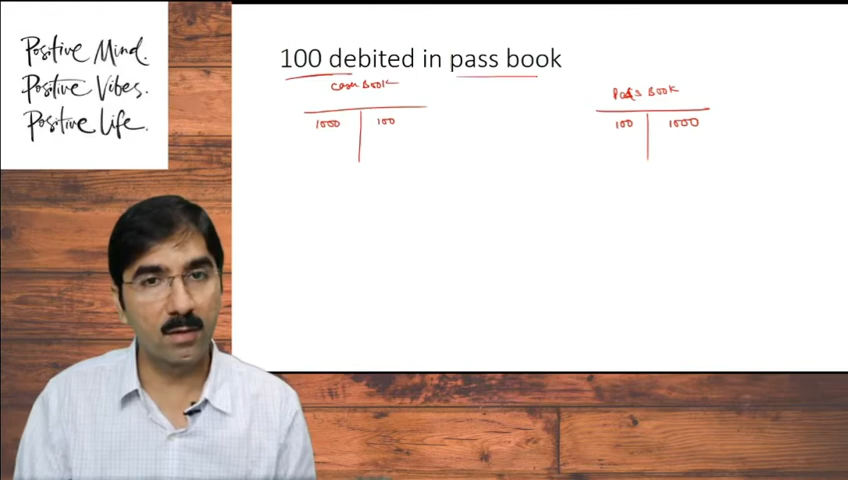 Positive Mind.
Positive Vibes.
Positive Life.
100 debited in pass book
Cash Book
Pass Book
1000 100
100 1000